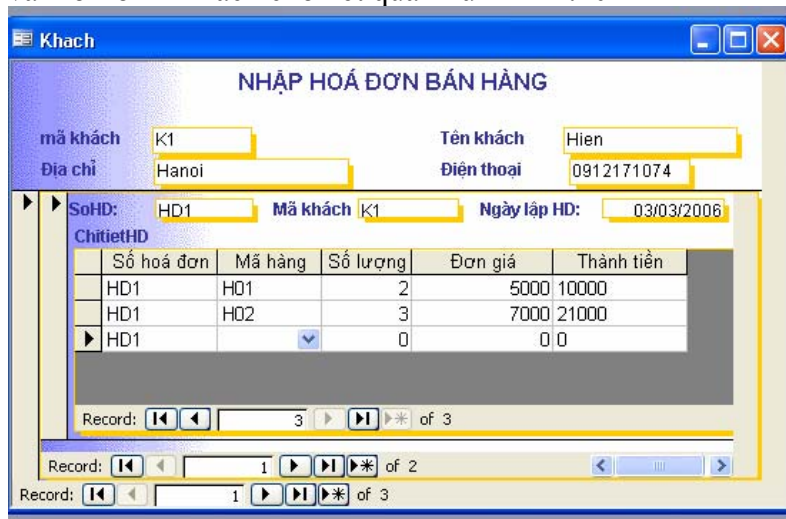 Khach
NHẬP HOÁ ĐƠN BÁN HÀNG
mã khách K1 Tên khách Hien
Địa chỉ Hanoi Điện thoại 0912171074
SoHD: HD1 Mã khách K1 Ngày lập HD: 03/03/2006
ChitietHD
Số hoá đơn Mã hàng Số lượng Đơn giá Thành tiền
HD1 H01 2 5000 10000
HD1 H02 3 7000 21000
HD1 0 0 0
Record: 3 of 3
Record: 1 of 2
Record: 1 of 3